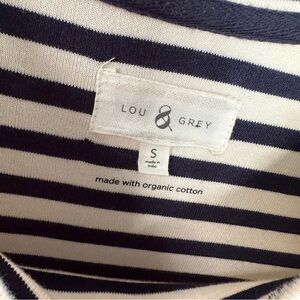 LOU & GREY
S
made in
india
made with organic cotton